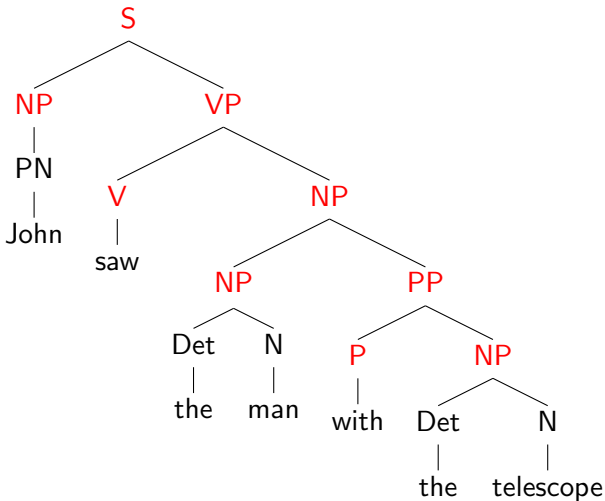 S
NP VP
PN V NP
John saw NP PP
Det N P NP
the man with Det N
the telescope